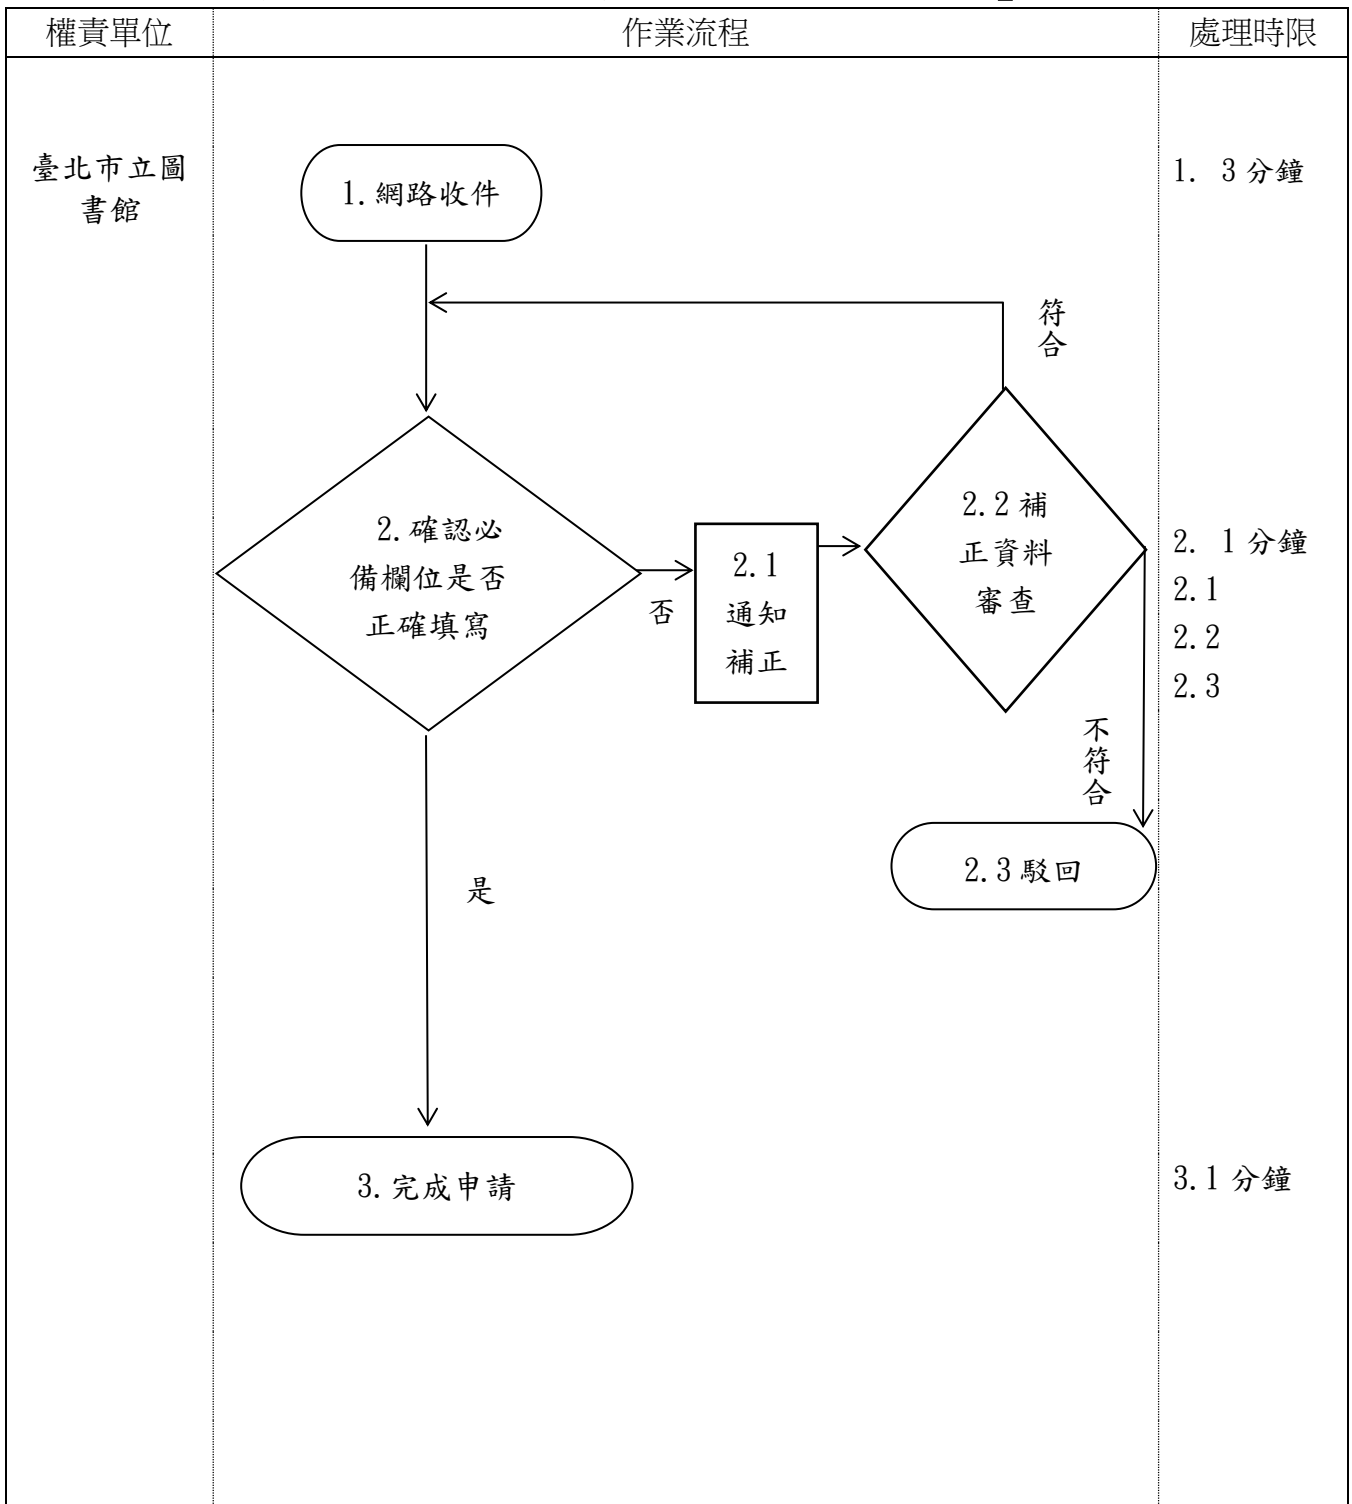 權責單位
作業流程
處理時限
臺北市立圖
書館
1.網路收件
1. 3分鐘
符
合
2.確認必
備欄位是否
正確填寫
否
2.1
通知
補正
2.2補
正資料
審查
2. 1分鐘
2.1
2.2
2.3
不
符
合
2.3駁回
是
3.完成申請
3.1分鐘